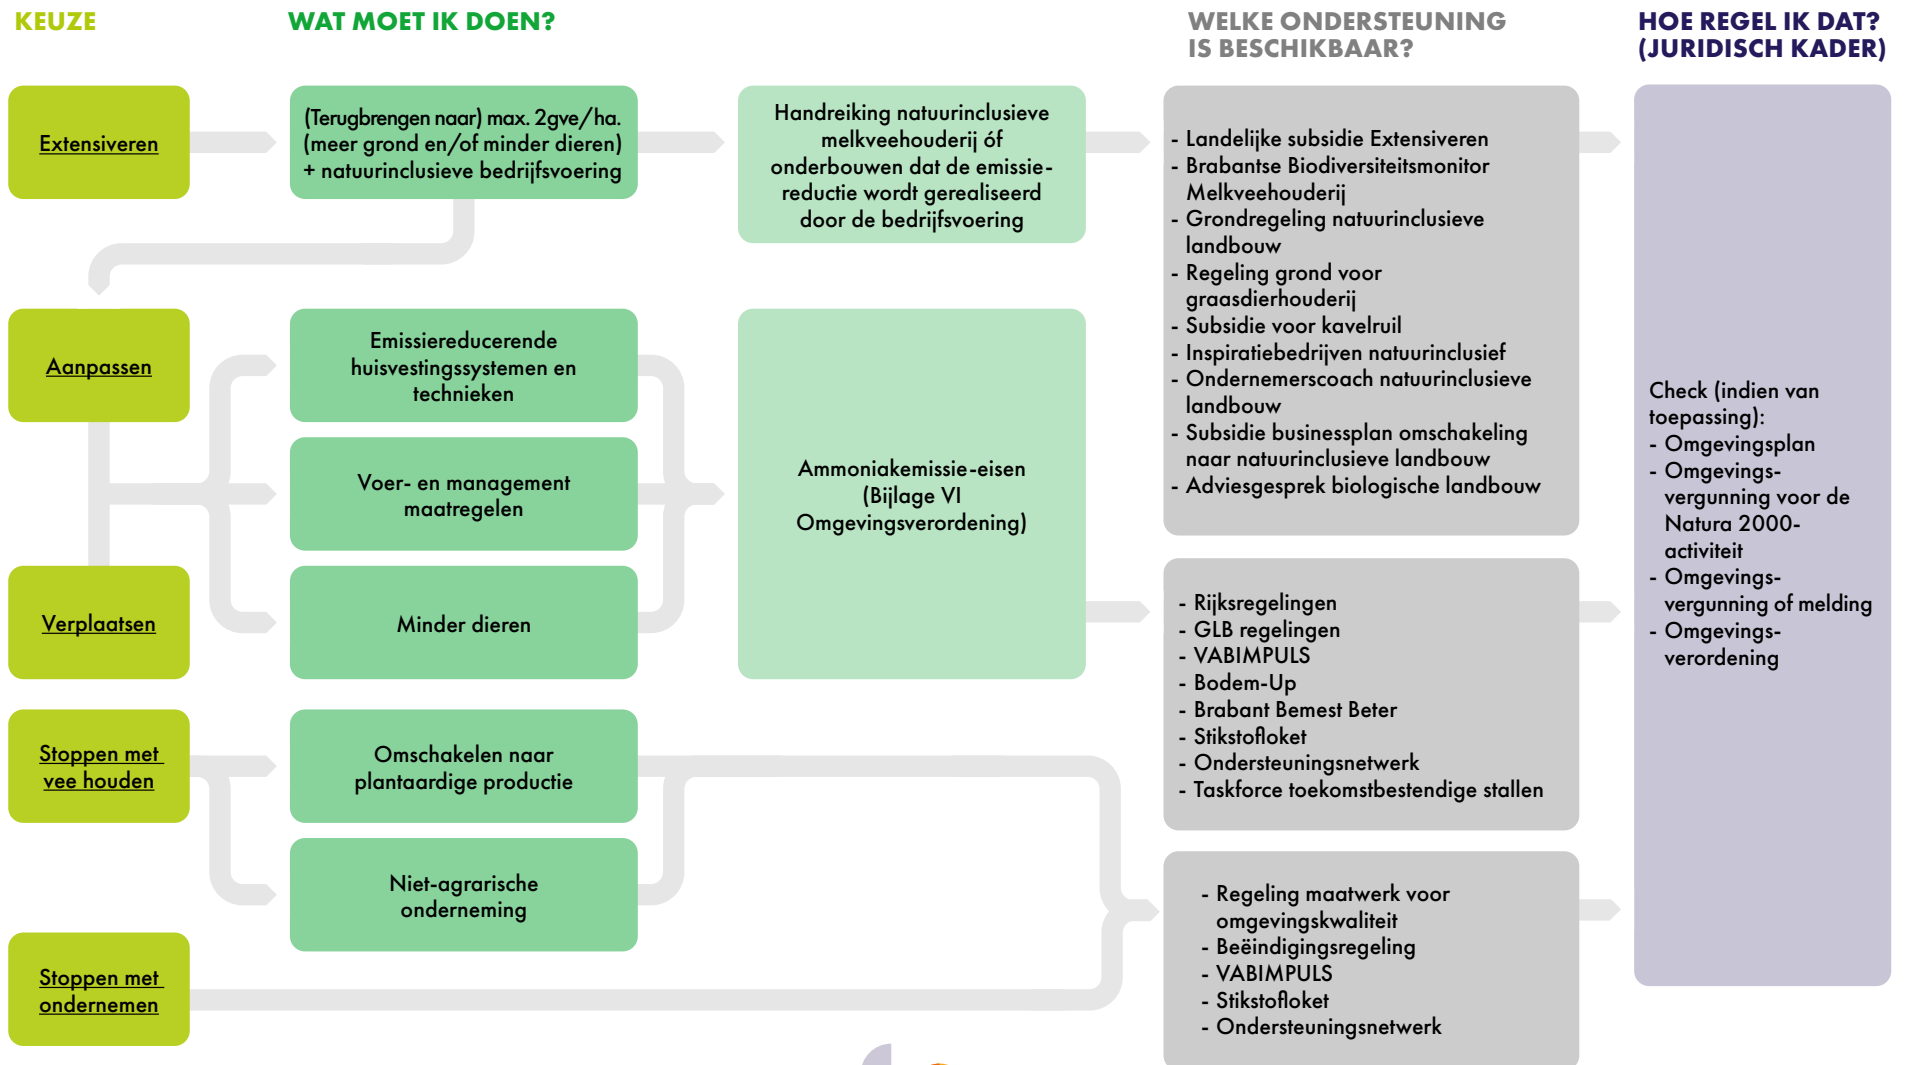 KEUZE
WAT MOET IK DOEN?
WELKE ONDERSTEUNING
IS BESCHIKBAAR?
HOE REGEL IK DAT?
(JURIDISCH KADER)
Extensiveren
(Terugbrengen naar) max. 2gve/ha.
(meer grond en/of minder dieren)
+ natuurinclusieve bedrijfsvoering
Handreiking natuurinclusieve
melkveehouderij óf
onderbouwen dat de emissie-
reductie wordt gerealiseerd
door de bedrijfsvoering
- Landelijke subsidie Extensiveren
- Brabantse Biodiversiteitsmonitor
Melkveehouderij
- Grondregeling natuurinclusieve
landbouw
- Regeling grond voor
graasdierhouderij
- Subsidie voor kavelruil
- Inspiratiebedrijven natuurinclusief
- Ondernemerscoach natuurinclusieve
landbouw
- Subsidie businessplan omschakeling
naar natuurinclusieve landbouw
- Adviesgesprek biologische landbouw
Aanpassen
Emissiereducerende
huisvestingssystemen en
technieken
Voer- en management
maatregelen
Ammoniakemissie-eisen
(Bijlage VI
Omgevingsverordening)
Verplaatsen
Minder dieren
- Rijksregelingen
- GLB regelingen
- VABIMPULS
- Bodem-Up
- Brabant Bemest Beter
- Stikstofloket
- Ondersteuningsnetwerk
- Taskforce toekomstbestendige stallen
Check (indien van
toepassing):
- Omgevingsplan
- Omgevings-
vergunning voor de
Natura 2000-
activiteit
- Omgevings-
vergunning of melding
- Omgevings-
verordening
Stoppen met
vee houden
Omschakelen naar
plantaardige productie
Niet-agrarische
onderneming
Stoppen met
ondernemen
- Regeling maatwerk voor
omgevingskwaliteit
- Beëindigingsregeling
- VABIMPULS
- Stikstofloket
- Ondersteuningsnetwerk